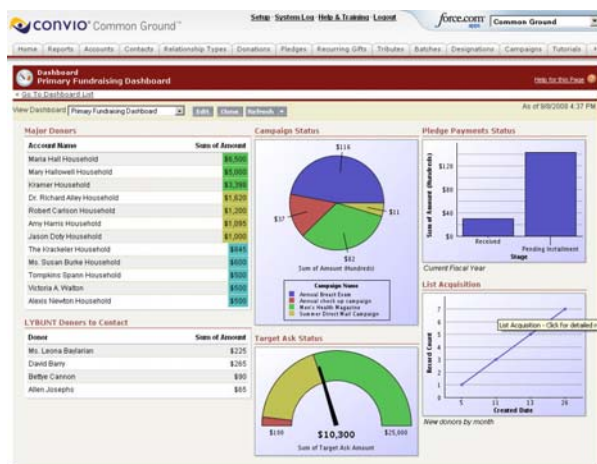 CONVIO Common Ground
Setup · System Log · Help & Training · Logout
force.com apps
Common Ground
Home Reports Accounts Contacts Relationship Types Donations Pledges Recurring Gifts Tributes Batches Designations Campaigns Tutorials
Dashboard
Primary Fundraising Dashboard
Help for this Page
« Go To Dashboard List
View Dashboard Primary Fundraising Dashboard Edit Clone Refresh
As of 9/9/2008 4:37 PM
Major Donors
Account Name Sum of Amount
Maria Hall Household $6,500
Mary Hallowell Household $5,000
Kramer Household $3,390
Dr. Richard Alley Household $1,620
Robert Carlson Household $1,200
Amy Harris Household $1,095
Jason Doty Household $1,000
The Krackeler Household $845
Ms. Susan Burke Household $600
Tompkins Spann Household $500
Victoria A. Walton $500
Alexis Newton Household $500
LYBUNT Donors to Contact
Donor Sum of Amount
Ms. Leona Baylarian $225
David Barry $265
Bettye Cannon $90
Allen Josephs $85
Campaign Status
$116
$37
$11
$82
Sum of Amount (Hundreds)
Campaign Name
Annual Breast Exam
Annual check up campaign
Men's Health Magazine
Summer Direct Mail Campaign
Target Ask Status
$100
$10,300
$25,000
Sum of Target Ask Amount
Pledge Payments Status
Sum of Amount (Hundreds)
$120
$80
$40
$0
Received
Pending Installment
Stage
Current Fiscal Year
List Acquisition
Record Count
7
6
5
4
3
2
1
0
List Acquisition - Click for detailed
5 11 13 26
Created Date
New donors by month